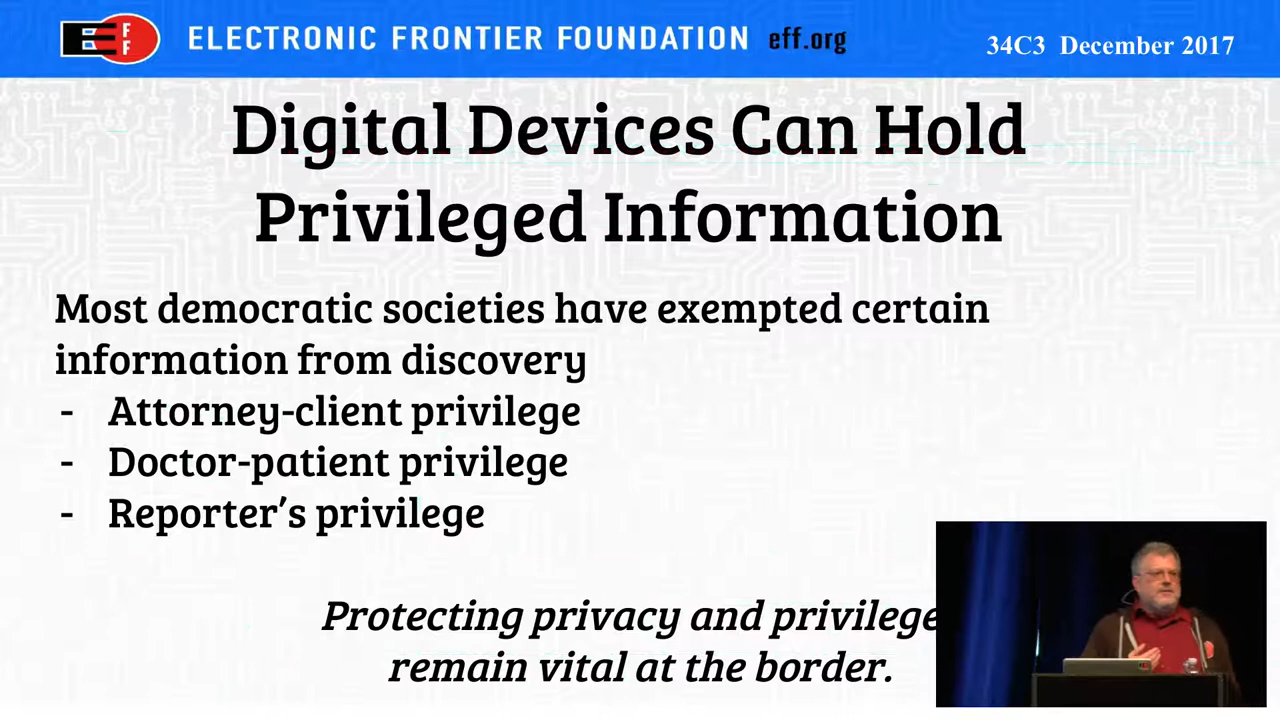 EFF
ELECTRONIC FRONTIER FOUNDATION eff.org
34C3 December 2017
Digital Devices Can Hold
Privileged Information
Most democratic societies have exempted certain
information from discovery
- Attorney-client privilege
- Doctor-patient privilege
- Reporter’s privilege
Protecting privacy and privilege
remain vital at the border.